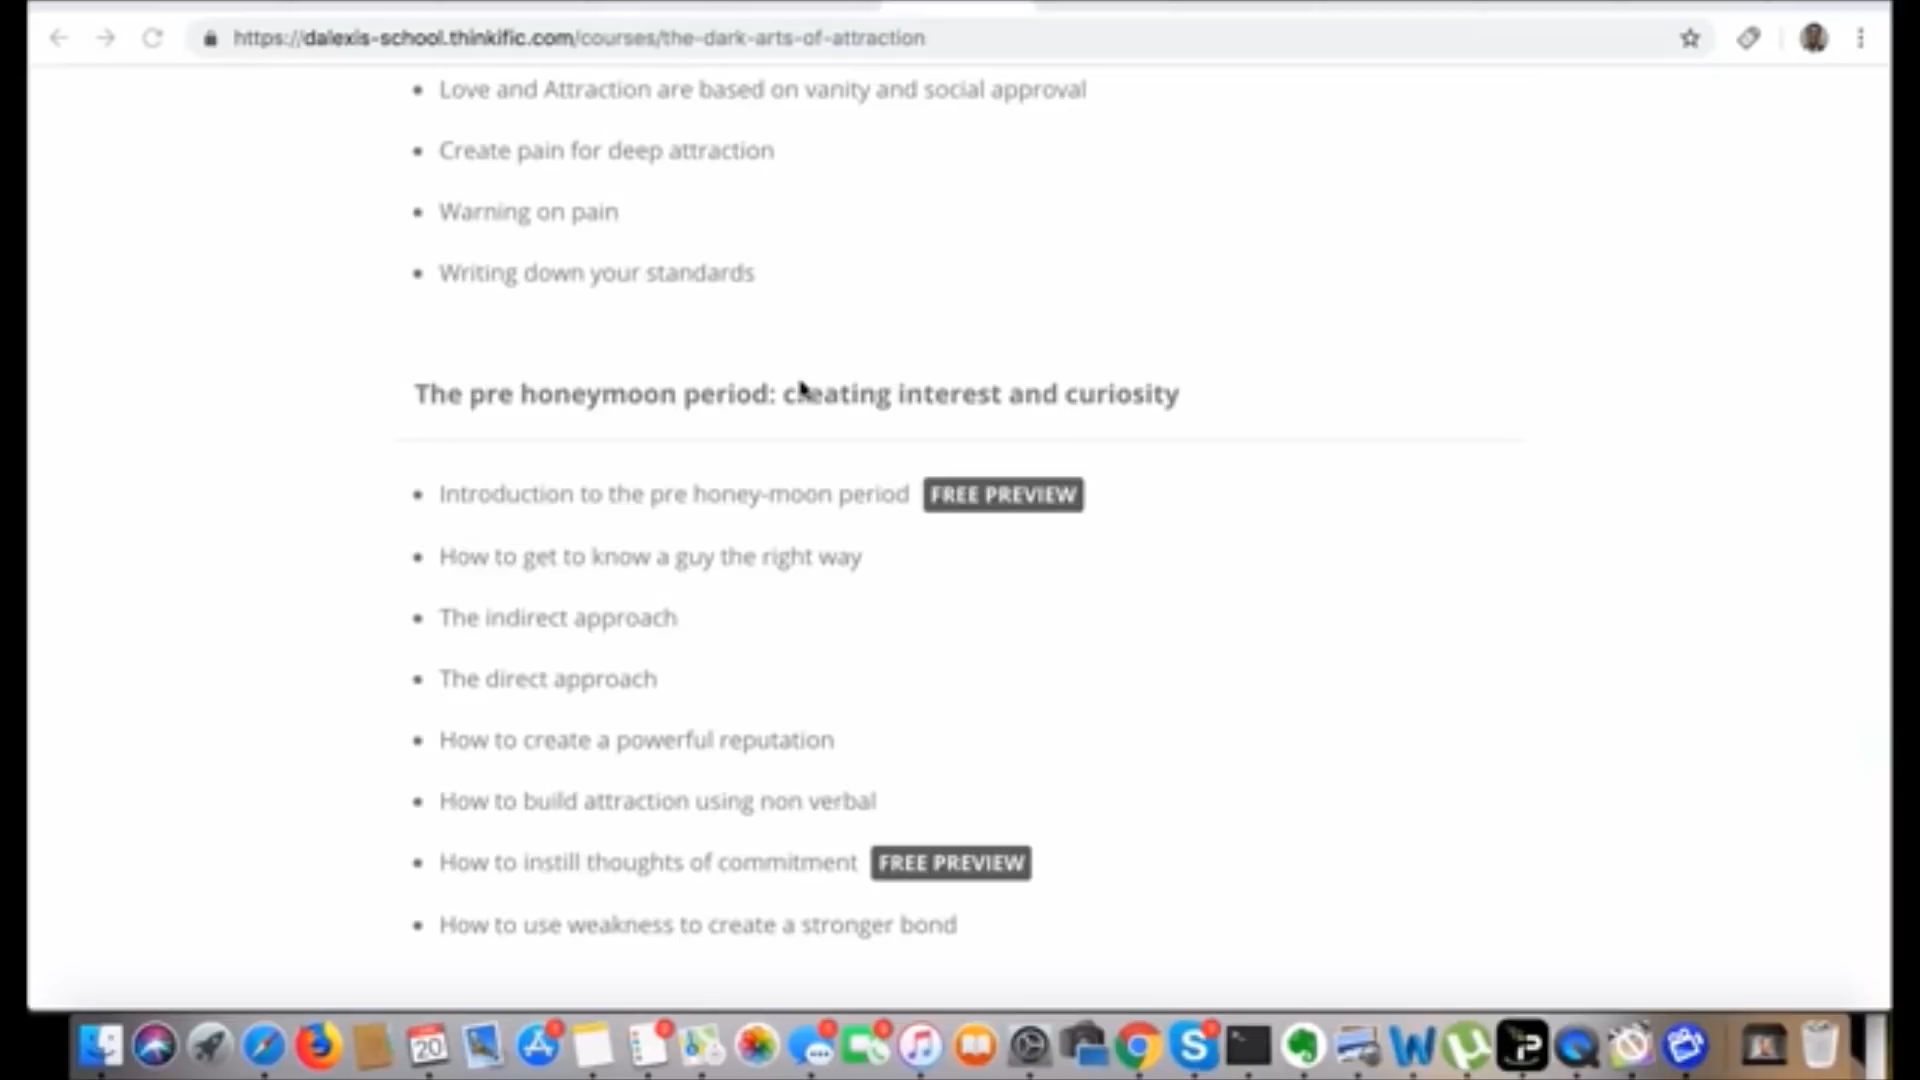 https://dalexis-school.thinkific.com/courses/the-dark-arts-of-attraction
Love and Attraction are based on vanity and social approval
Create pain for deep attraction
Warning on pain
Writing down your standards
The pre honeymoon period: creating interest and curiosity
Introduction to the pre honey-moon period FREE PREVIEW
How to get to know a guy the right way
The indirect approach
The direct approach
How to create a powerful reputation
How to build attraction using non verbal
How to instill thoughts of commitment FREE PREVIEW
How to use weakness to create a stronger bond
20